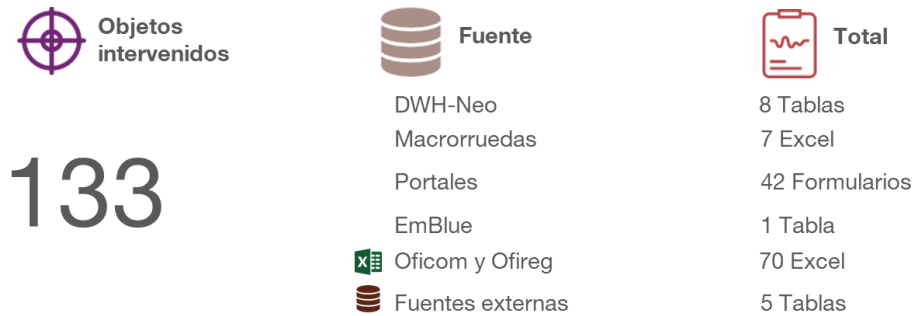 Objetos
intervenidos
133
Fuente
Total
DWH-Neo
8 Tablas
Macrorruedas
7 Excel
Portales
42 Formularios
EmBlue
1 Tabla
Oficom y Ofireg
70 Excel
Fuentes externas
5 Tablas